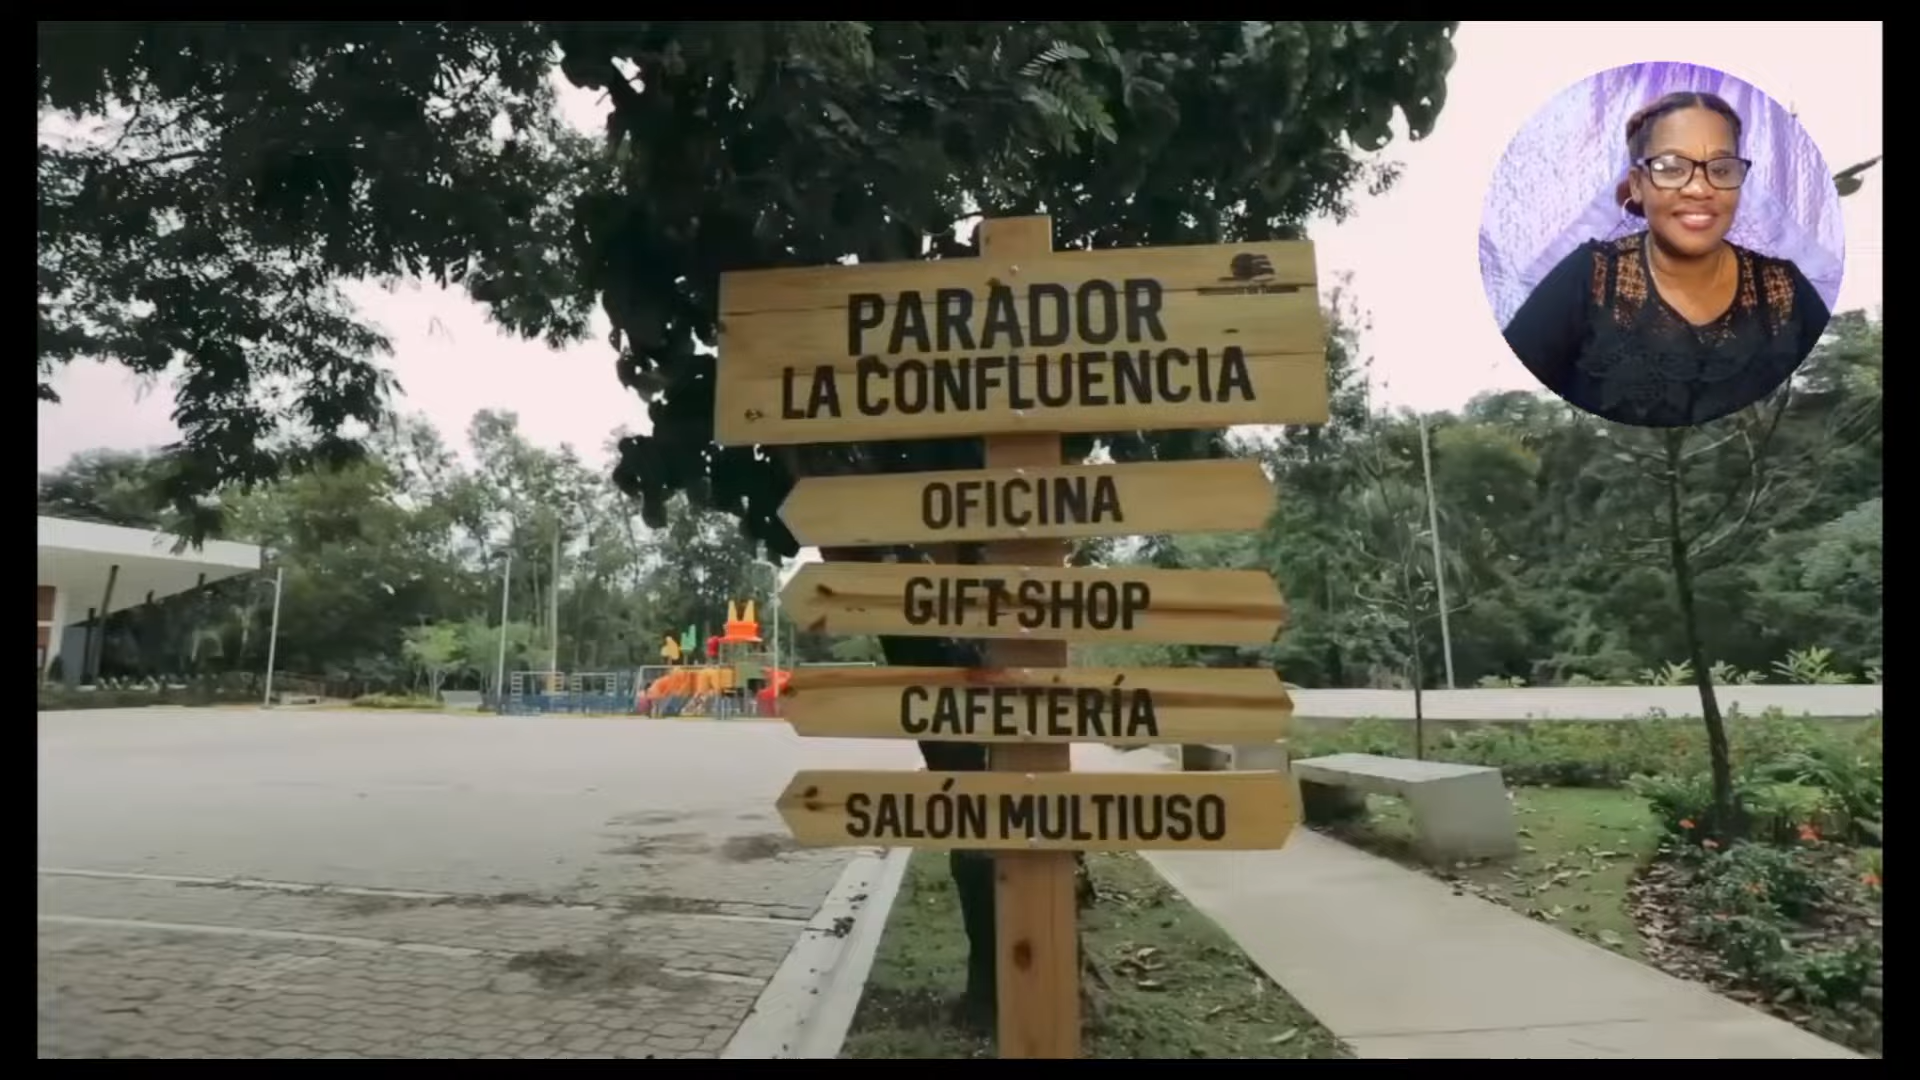 PARADOR
LA CONFLUENCIA
OFICINA
GIFT SHOP
CAFETERÍA
SALÓN MULTIUSO